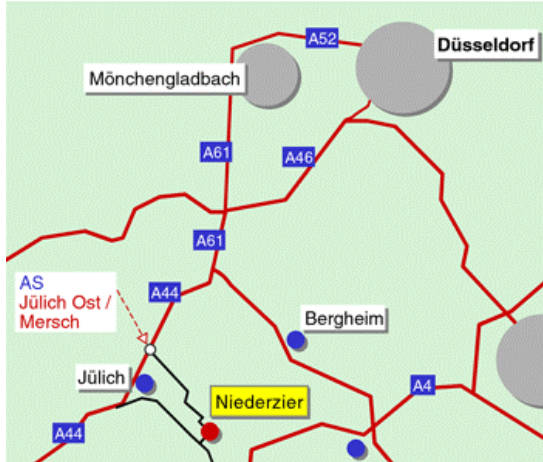 A52
Düsseldorf
Mönchengladbach
A61
A46
A61
AS
Jülich Ost /
Mersch
A44
Bergheim
Jülich
Niederzier
A4
A44